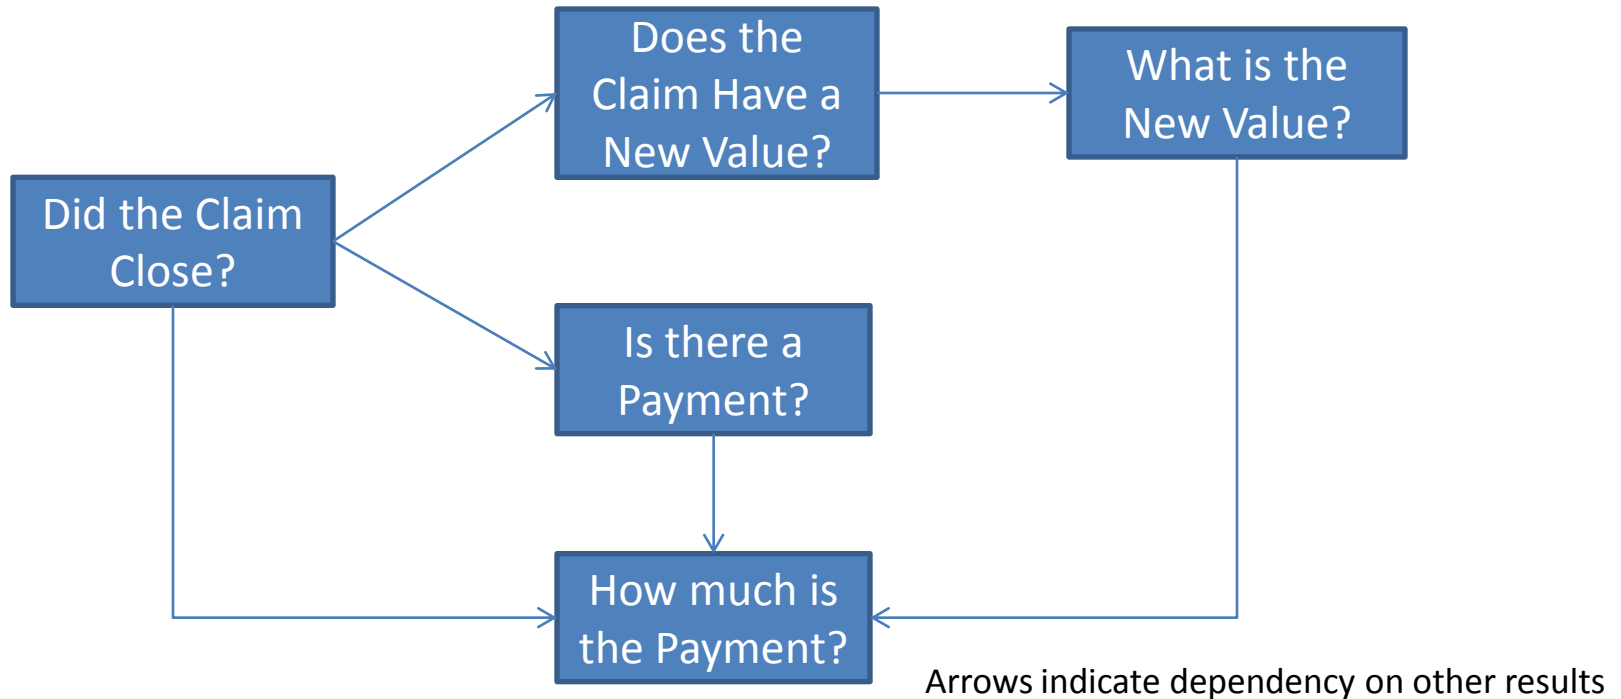 Does the
Claim Have a
New Value?
What is the
New Value?
Did the Claim
Close?
Is there a
Payment?
How much is
the Payment?
Arrows indicate dependency on other results